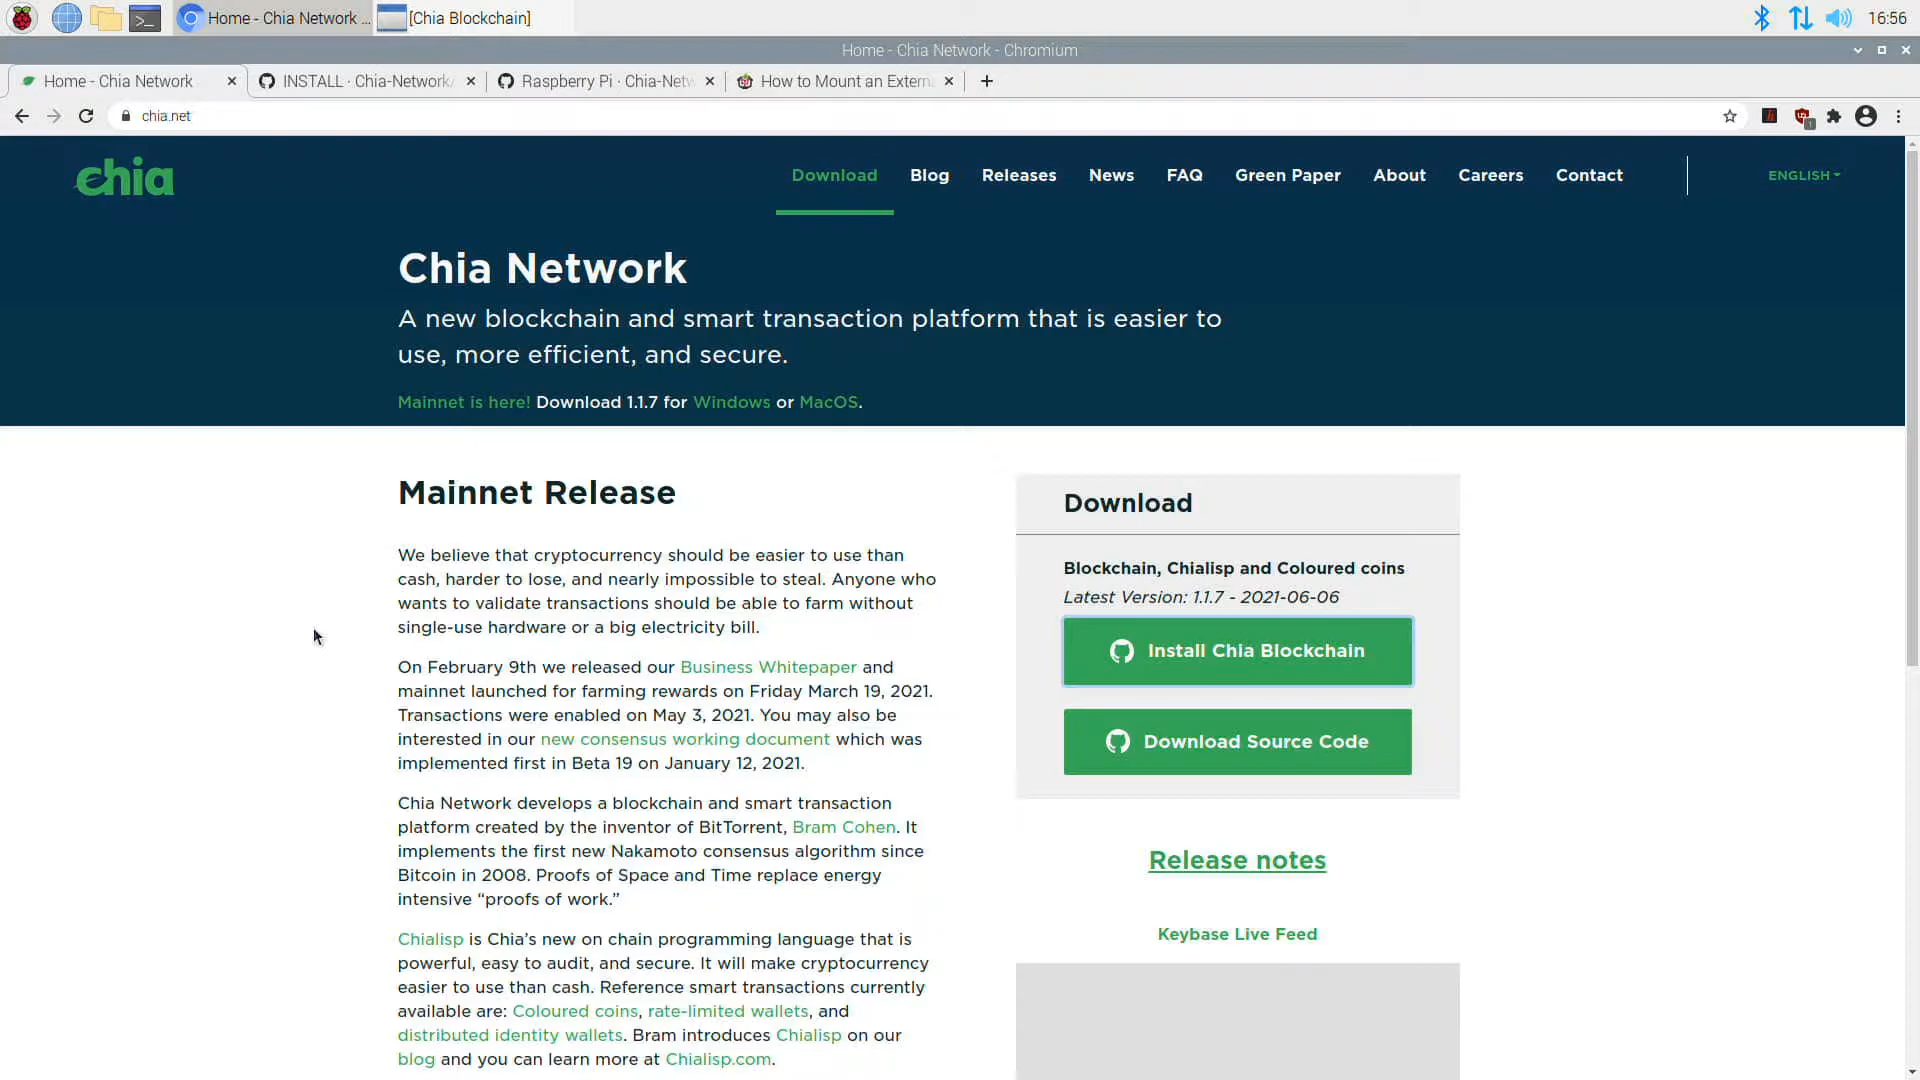 Home - Chia Network ...
[Chia Blockchain]
16:56
Home - Chia Network - Chromium
Home - Chia Network
INSTALL · Chia-Network/
Raspberry Pi · Chia-Netw
How to Mount an Extern
chia.net
1
chia
Download
Blog
Releases
News
FAQ
Green Paper
About
Careers
Contact
ENGLISH
Chia Network
A new blockchain and smart transaction platform that is easier to
use, more efficient, and secure.
Mainnet is here! Download 1.1.7 for Windows or MacOS.
Mainnet Release
We believe that cryptocurrency should be easier to use than
cash, harder to lose, and nearly impossible to steal. Anyone who
wants to validate transactions should be able to farm without
single-use hardware or a big electricity bill.
On February 9th we released our Business Whitepaper and
mainnet launched for farming rewards on Friday March 19, 2021.
Transactions were enabled on May 3, 2021. You may also be
interested in our new consensus working document which was
implemented first in Beta 19 on January 12, 2021.
Chia Network develops a blockchain and smart transaction
platform created by the inventor of BitTorrent, Bram Cohen. It
implements the first new Nakamoto consensus algorithm since
Bitcoin in 2008. Proofs of Space and Time replace energy
intensive “proofs of work.”
Chialisp is Chia’s new on chain programming language that is
powerful, easy to audit, and secure. It will make cryptocurrency
easier to use than cash. Reference smart transactions currently
available are: Coloured coins, rate-limited wallets, and
distributed identity wallets. Bram introduces Chialisp on our
blog and you can learn more at Chialisp.com.
Download
Blockchain, Chialisp and Coloured coins
Latest Version: 1.1.7 - 2021-06-06
Install Chia Blockchain
Download Source Code
Release notes
Keybase Live Feed